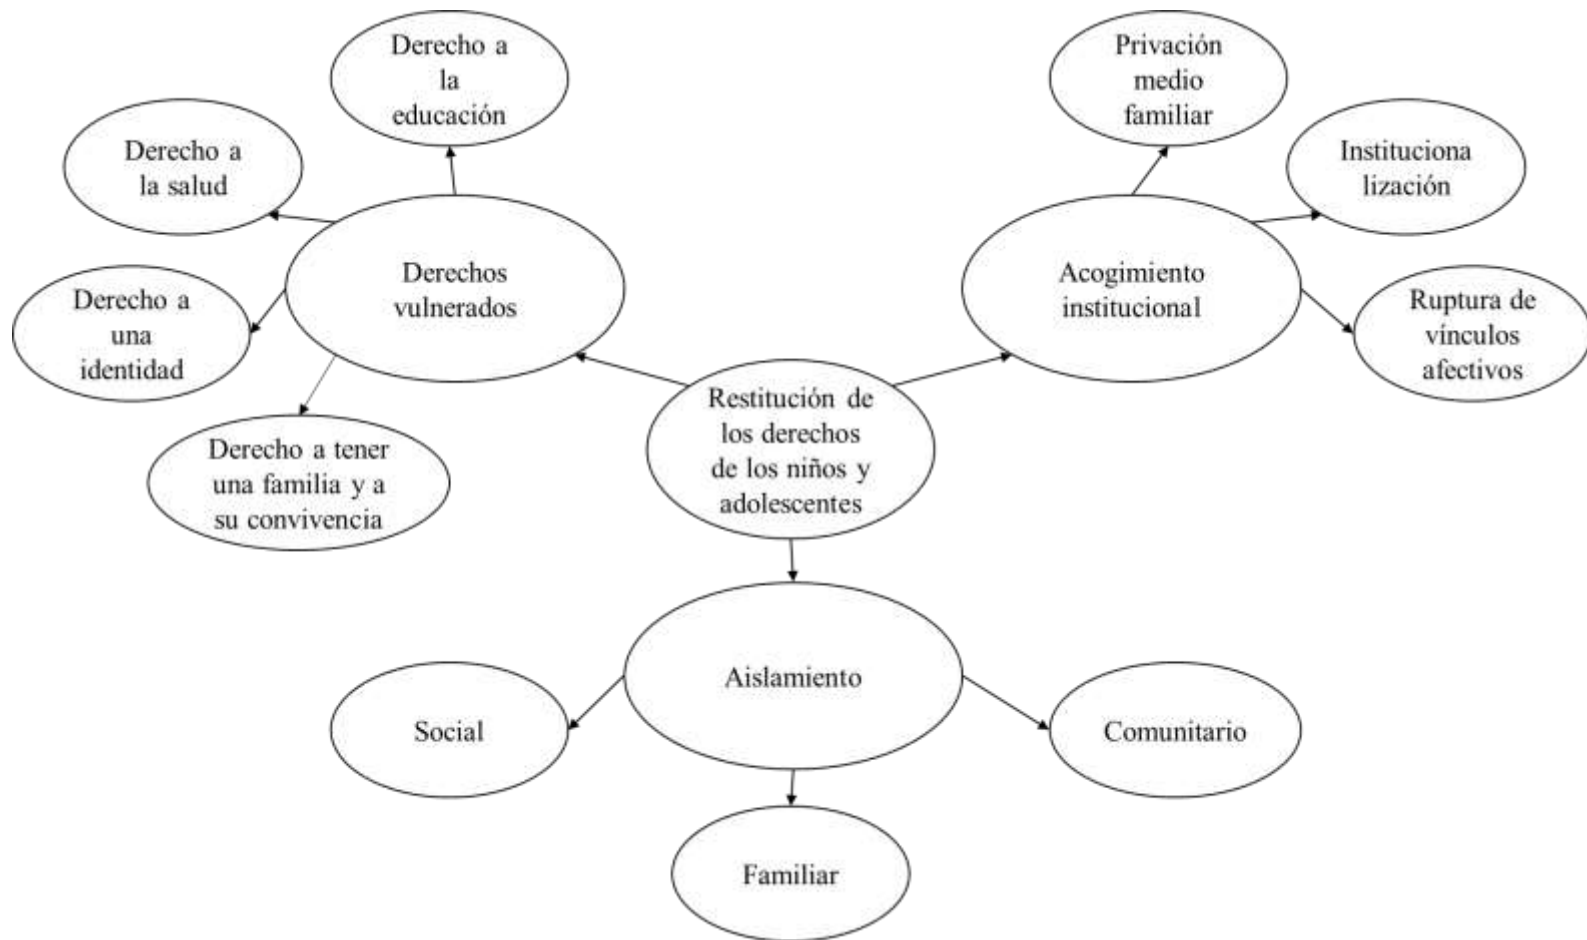 Derecho a
la
educación
Privación
medio
familiar
Derecho a
la salud
Instituciona
lización
Derechos
vulnerados
Acogimiento
institucional
Derecho a
una
identidad
Ruptura de
vínculos
afectivos
Restitución de
los derechos
de los niños y
adolescentes
Derecho a tener
una familia y a
su convivencia
Aislamiento
Social
Comunitario
Familiar